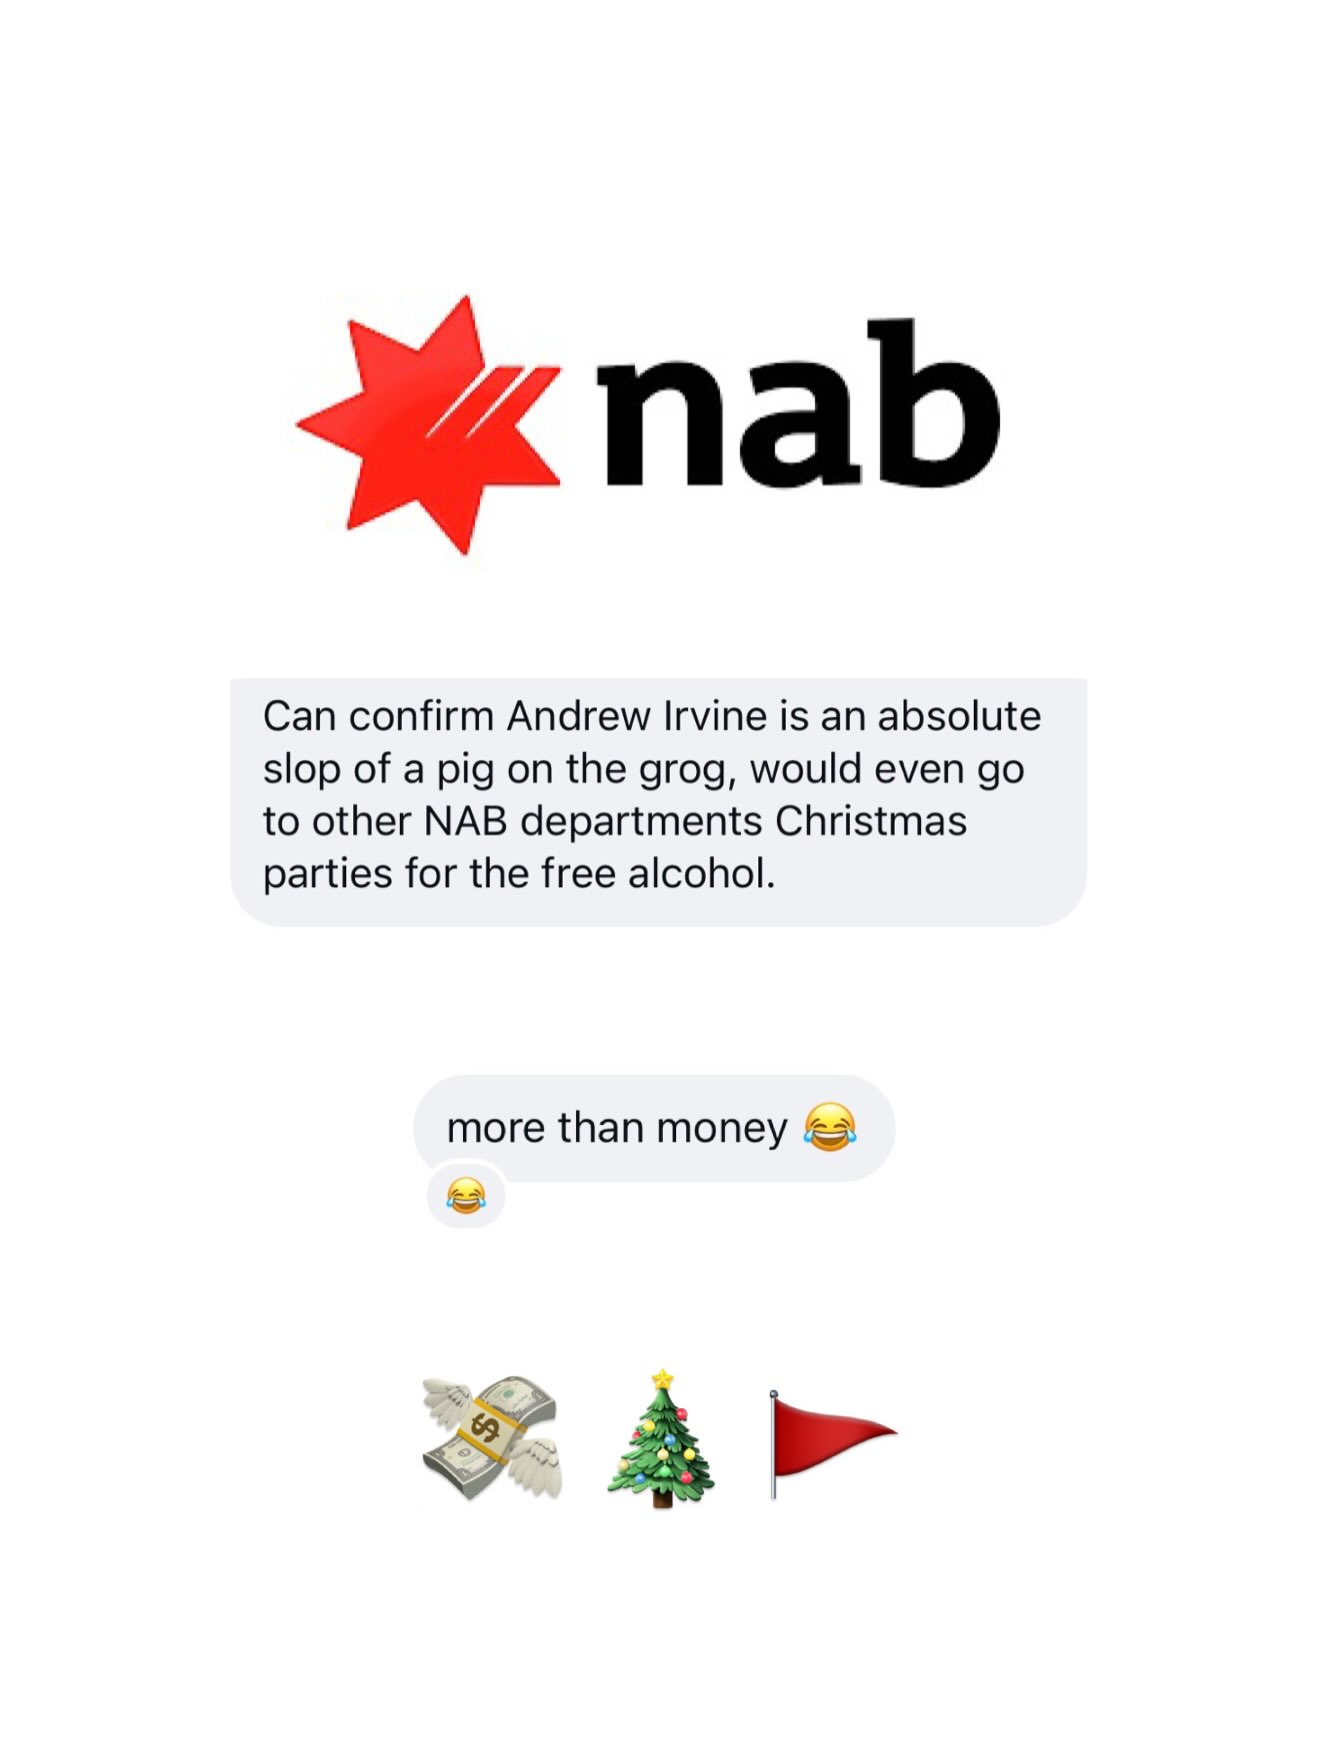 nab
Can confirm Andrew Irvine is an absolute
slop of a pig on the grog, would even go
to other NAB departments Christmas
parties for the free alcohol.
more than money 😂
😂